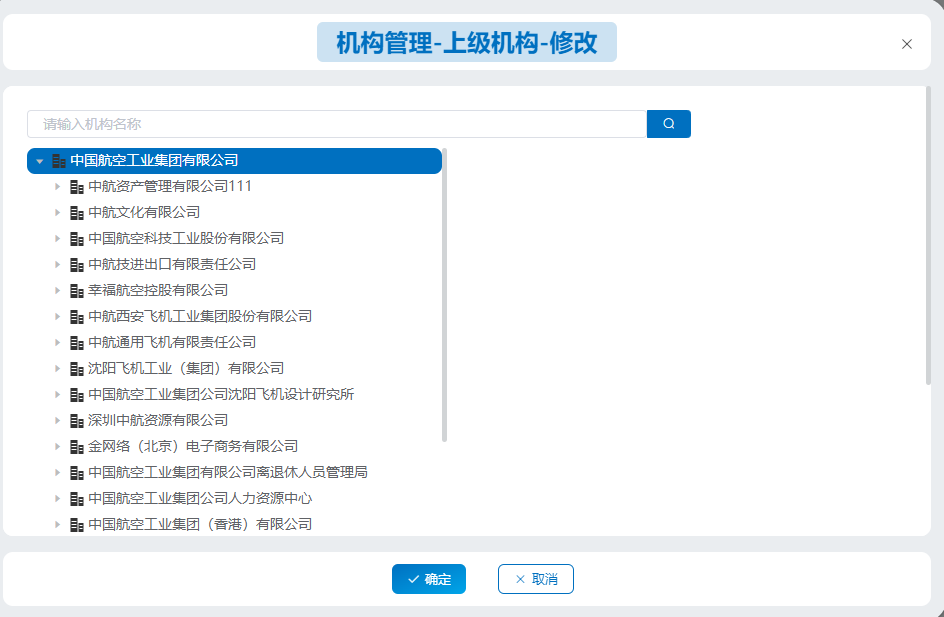 机构管理-上级机构-修改
请输入机构名称
中国航空工业集团有限公司
中航资产管理有限公司111
中航文化有限公司
中国航空科技工业股份有限公司
中航技进出口有限责任公司
幸福航空控股有限公司
中航西安飞机工业集团股份有限公司
中航通用飞机有限责任公司
沈阳飞机工业（集团）有限公司
中国航空工业集团公司沈阳飞机设计研究所
深圳中航资源有限公司
金网络（北京）电子商务有限公司
中国航空工业集团有限公司离退休人员管理局
中国航空工业集团公司人力资源中心
中国航空工业集团（香港）有限公司
确定
取消